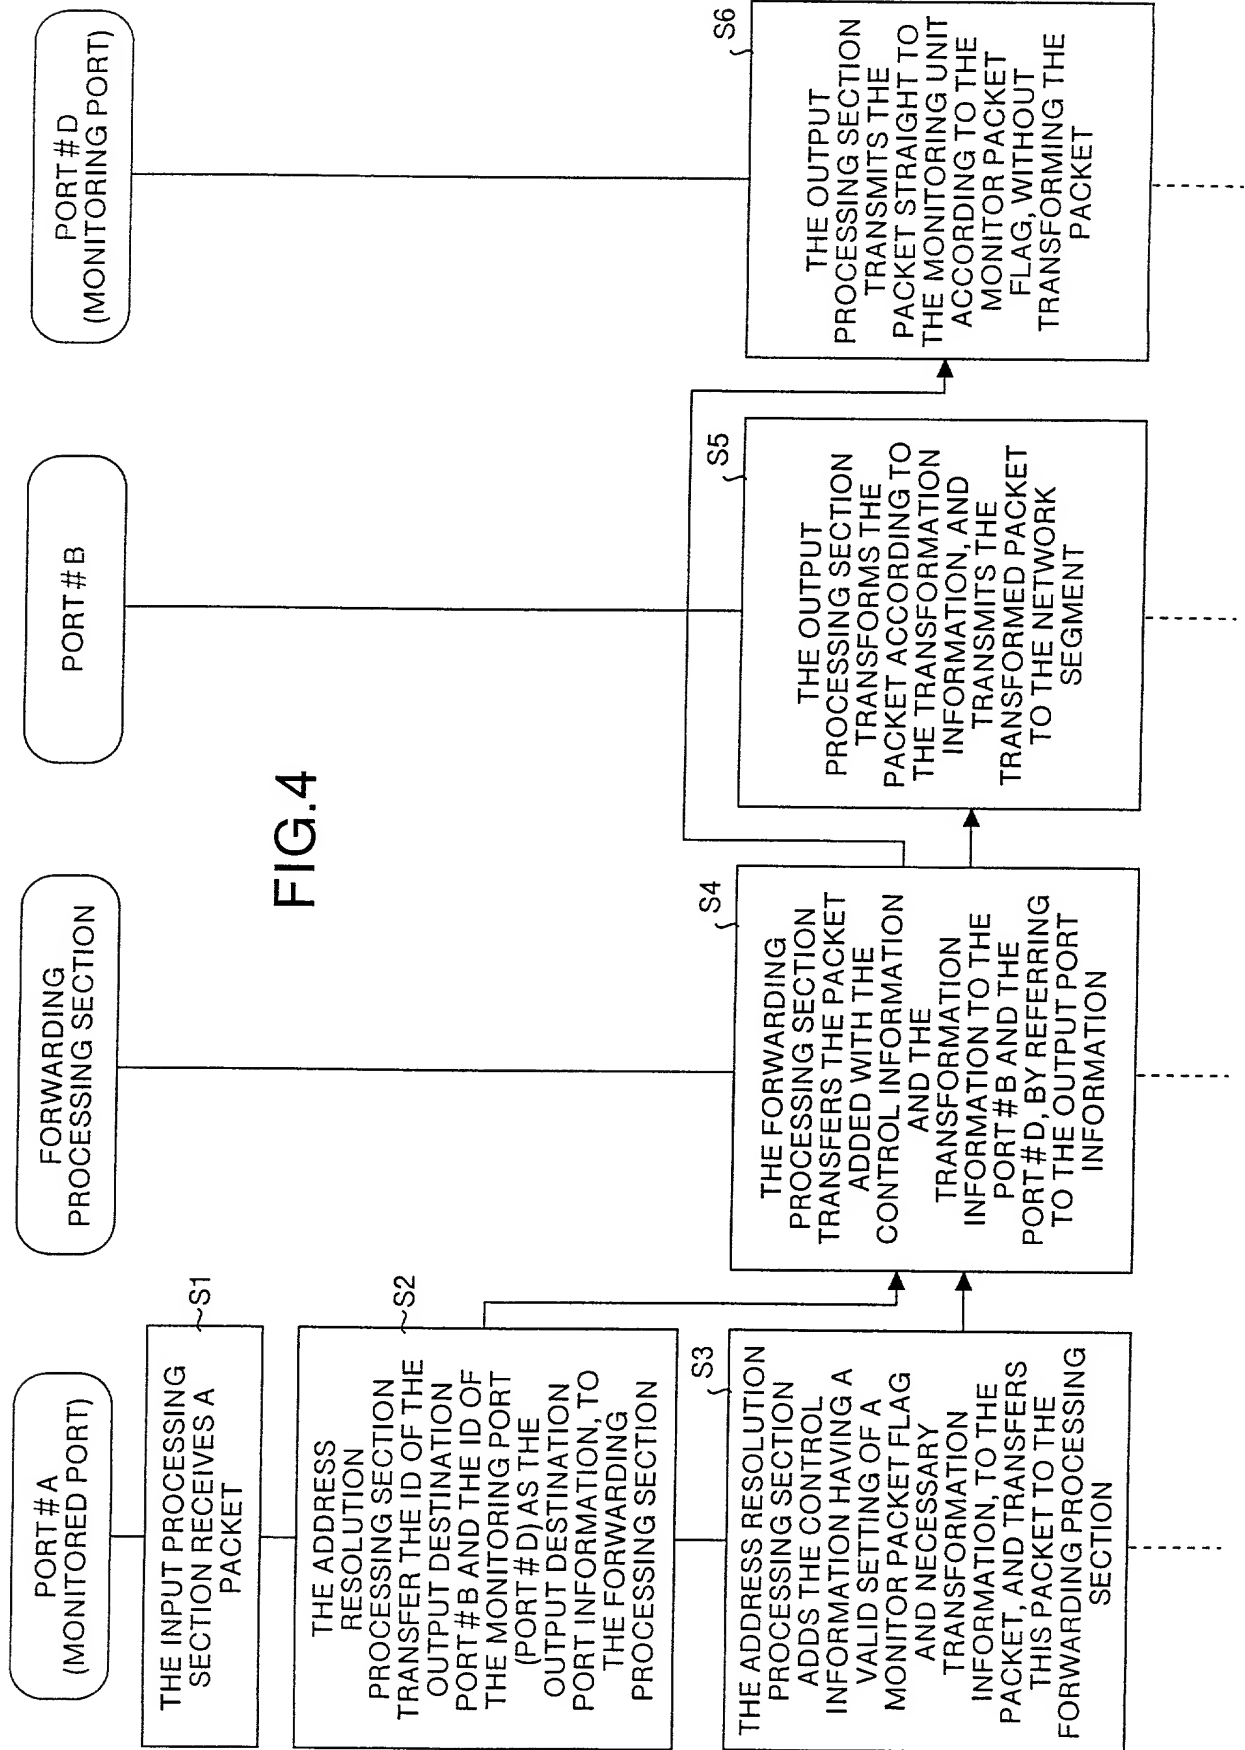 FIG.4
PORT#A
(MONITORED PORT)
FORWARDING
PROCESSING SECTION
PORT#B
PORT#D
(MONITORING PORT)
S1
THE INPUT PROCESSING
SECTION RECEIVES A
PACKET
S2
THE ADDRESS
RESOLUTION
PROCESSING SECTION
TRANSFER THE ID OF THE
OUTPUT DESTINATION
PORT#B AND THE ID OF
THE MONITORING PORT
(PORT#D) AS THE
OUTPUT DESTINATION
PORT INFORMATION, TO
THE FORWARDING
PROCESSING SECTION
S3
THE ADDRESS RESOLUTION
PROCESSING SECTION
ADDS THE CONTROL
INFORMATION HAVING A
VALID SETTING OF A
MONITOR PACKET FLAG
AND NECESSARY
TRANSFORMATION
INFORMATION, TO THE
PACKET, AND TRANSFERS
THIS PACKET TO THE
FORWARDING PROCESSING
SECTION
S4
THE FORWARDING
PROCESSING SECTION
TRANSFERS THE PACKET
ADDED WITH THE
CONTROL INFORMATION
AND THE
TRANSFORMATION
INFORMATION TO THE
PORT#B AND THE
PORT#D, BY REFERRING
TO THE OUTPUT PORT
INFORMATION
S5
THE OUTPUT
PROCESSING SECTION
TRANSFORMS THE
PACKET ACCORDING TO
THE TRANSFORMATION
INFORMATION, AND
TRANSMITS THE
TRANSFORMED PACKET
TO THE NETWORK
SEGMENT
S6
THE OUTPUT
PROCESSING SECTION
TRANSMITS THE
PACKET STRAIGHT TO
THE MONITORING UNIT
ACCORDING TO THE
MONITOR PACKET
FLAG, WITHOUT
TRANSFORMING THE
PACKET